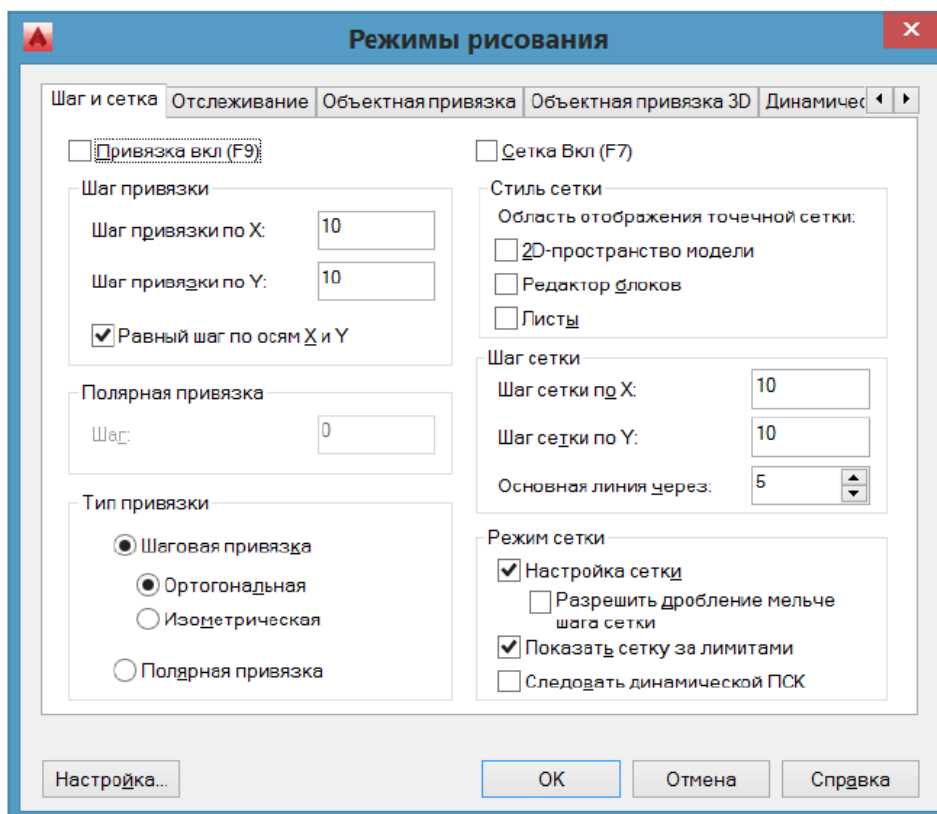 Режимы рисования
Шаг и сетка
Отслеживание
Объектная привязка
Объектная привязка 3D
Динамичес
Привязка вкл (F9)
Шаг привязки
Шаг привязки по X:
10
Шаг привязки по Y:
10
Равный шаг по осям X и Y
Полярная привязка
Шаг:
0
Тип привязки
Шаговая привязка
Ортогональная
Изометрическая
Полярная привязка
Сетка Вкл (F7)
Стиль сетки
Область отображения точечной сетки:
2D-пространство модели
Редактор блоков
Листы
Шаг сетки
Шаг сетки по X:
10
Шаг сетки по Y:
10
Основная линия через:
5
Режим сетки
Настройка сетки
Разрешить дробление мельче
шага сетки
Показать сетку за лимитами
Следовать динамической ПСК
Настройка...
OK
Отмена
Справка